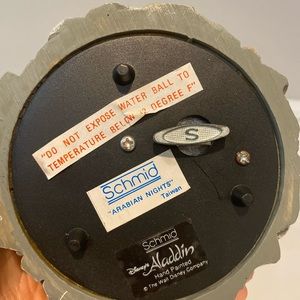 "DO NOT EXPOSE WATER BALL TO
TEMPERATURE BELOW 32 DEGREE F"
S
Schmid
"ARABIAN NIGHTS"
Taiwan
Schmid
Disney's Aladdin
Hand Painted
© The Walt Disney Company